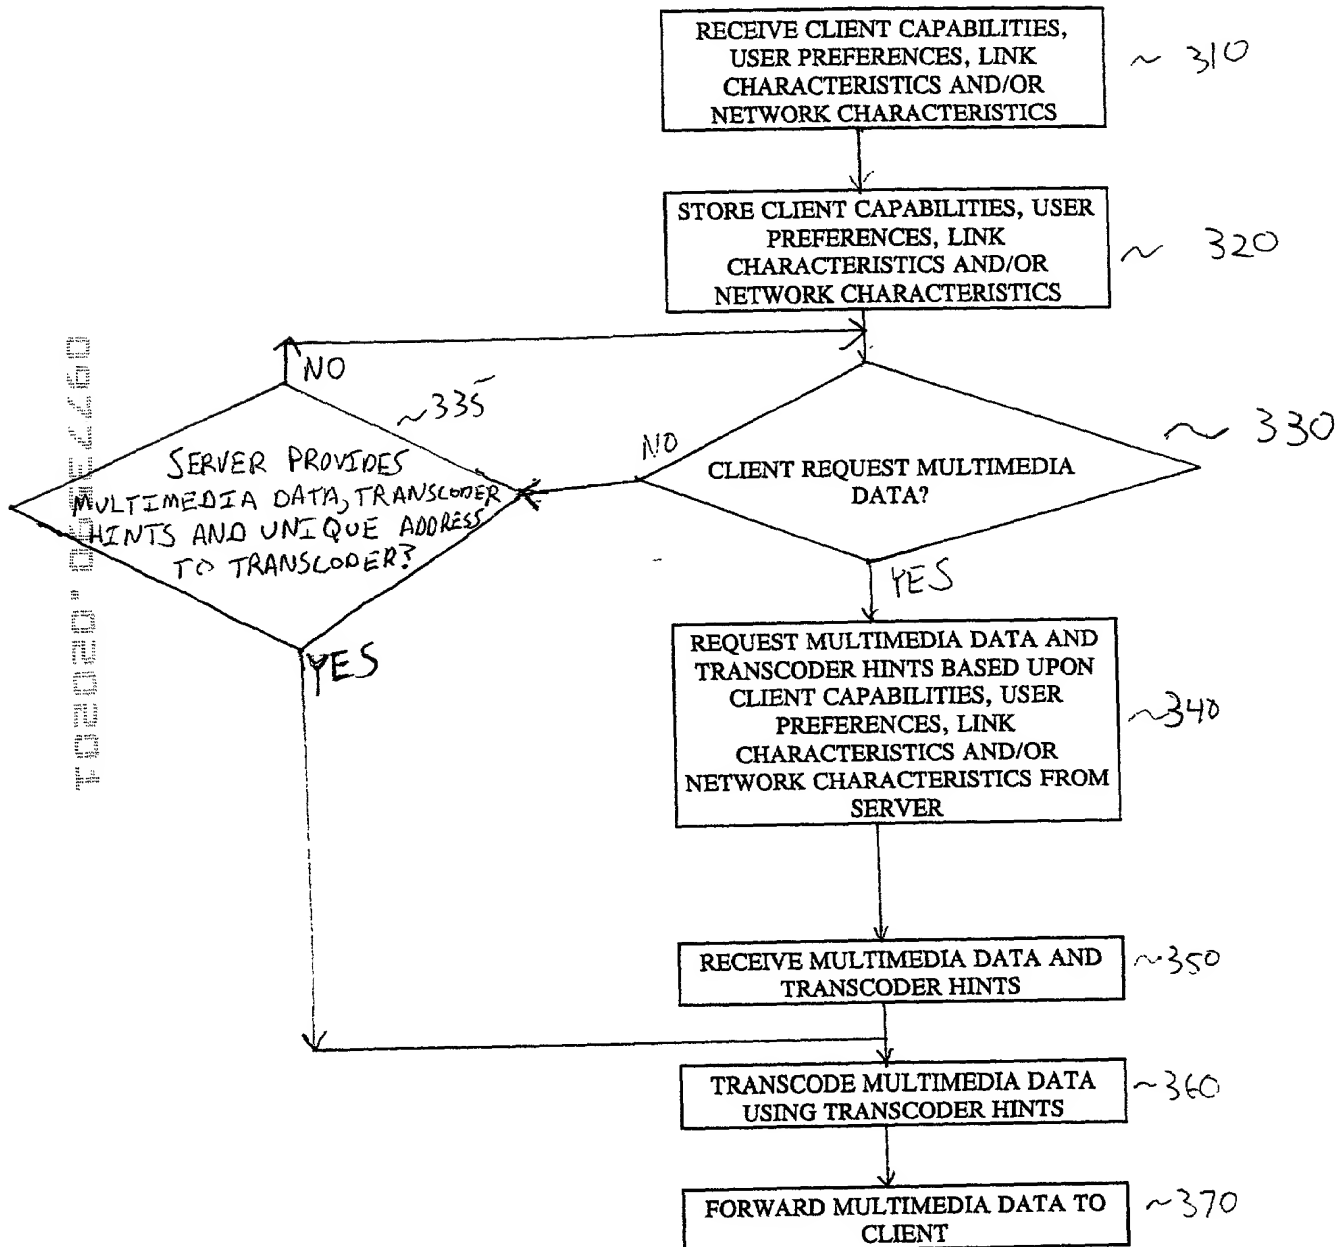 RECEIVE CLIENT CAPABILITIES,
USER PREFERENCES, LINK
CHARACTERISTICS AND/OR
NETWORK CHARACTERISTICS
~ 310
STORE CLIENT CAPABILITIES, USER
PREFERENCES, LINK
CHARACTERISTICS AND/OR
NETWORK CHARACTERISTICS
~ 320
NO
~335
SERVER PROVIDES
MULTIMEDIA DATA, TRANSCODER
HINTS AND UNIQUE ADDRESS
TO TRANSCODER?
YES
NO
CLIENT REQUEST MULTIMEDIA
DATA?
~ 330
YES
REQUEST MULTIMEDIA DATA AND
TRANSCODER HINTS BASED UPON
CLIENT CAPABILITIES, USER
PREFERENCES, LINK
CHARACTERISTICS AND/OR
NETWORK CHARACTERISTICS FROM
SERVER
~340
RECEIVE MULTIMEDIA DATA AND
TRANSCODER HINTS
~350
TRANSCODE MULTIMEDIA DATA
USING TRANSCODER HINTS
~360
FORWARD MULTIMEDIA DATA TO
CLIENT
~370